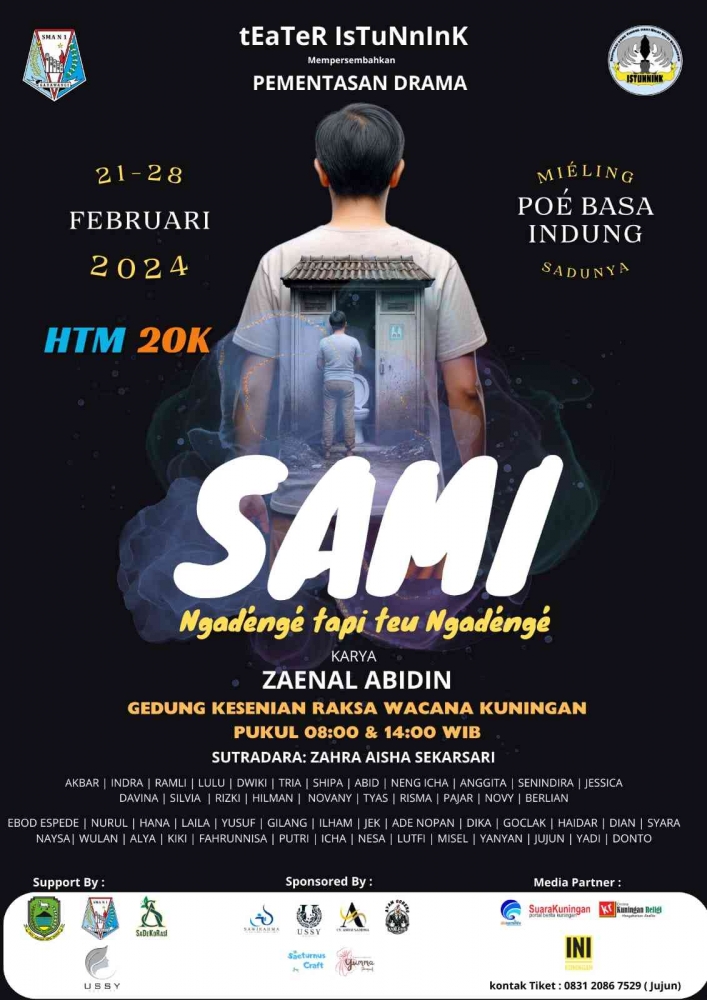 tEaTeR IsTuNnInK
Mempersembahkan
PEMENTASAN DRAMA
SMA N 1
ISTUNNINK
21-28
FEBRUARI
2024
MIÉLING
POÉ BASA
INDUNG
SADUNYA
HTM 20K
SAMI
Ngadéngé tapi teu Ngadéngé
KARYA
ZAENAL ABIDIN
GEDUNG KESENIAN RAKSA WACANA KUNINGAN
PUKUL 08:00 & 14:00 WIB
SUTRADARA: ZAHRA AISHA SEKARSARI
AKBAR | INDRA | RAMLI | LULU | DWIKI | TRIA | SHIPA | ABID | NENG ICHA | ANGGITA | SENINDIRA | JESSICA
DAVINA | SILVIA | RIZKI | HILMAN | NOVANY | TYAS | RISMA | PAJAR | NOVY | BERLIAN
EBOD ESPEDE | NURUL | HANA | LAILA | YUSUF | GILANG | ILHAM | JEK | ADE NOPAN | DIKA | GOCLAK | HAIDAR | DIAN | SYARA
NAYSA| WULAN | ALYA | KIKI | FAHRUNNISA | PUTRI | ICHA | NESA | LUTFI | MISEL | YANYAN | JUJUN | YADI | DONTO
Support By :
Sponsored By :
Media Partner :
USSY
SuaraKuningan
Kuningan Religi
Saeturnus
Craft
Yumna
INI
USSY
kontak Tiket : 0831 2086 7529 ( Jujun)